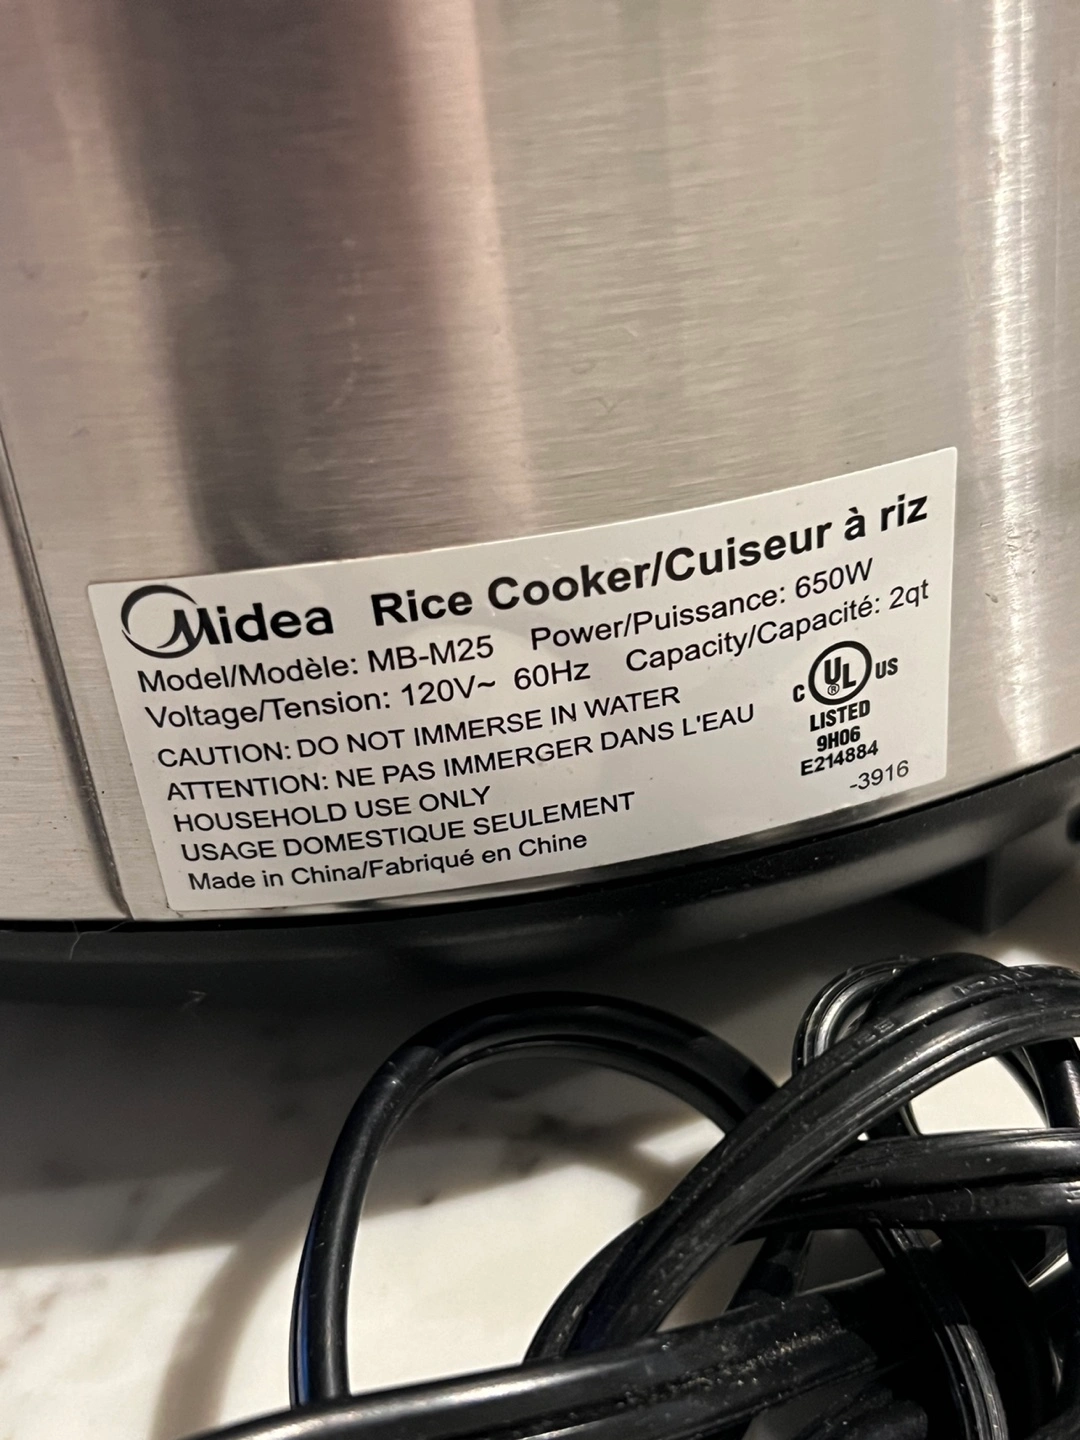 Midea Rice Cooker/Cuiseur à riz
Model/Modèle: MB-M25 Power/Puissance: 650W
Voltage/Tension: 120V~ 60Hz Capacity/Capacité: 2qt
CAUTION: DO NOT IMMERSE IN WATER
ATTENTION: NE PAS IMMERGER DANS L'EAU
HOUSEHOLD USE ONLY
USAGE DOMESTIQUE SEULEMENT
Made in China/Fabriqué en Chine
C UL ® US
LISTED
9H06
E214884
-3916